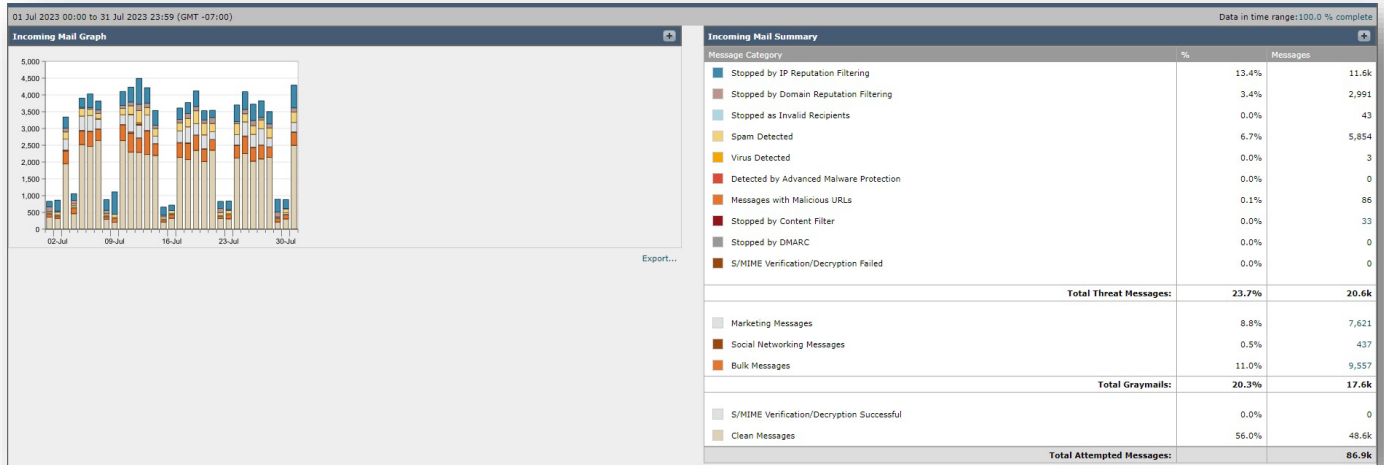 01 Jul 2023 00:00 to 31 Jul 2023 23:59 (GMT -07:00)
Data in time range:100.0 % complete
Incoming Mail Graph
5,000
4,500
4,000
3,500
3,000
2,500
2,000
1,500
1,000
500
0
02-Jul 09-Jul 16-Jul 23-Jul 30-Jul
Export...
Incoming Mail Summary
Message Category % Messages
Stopped by IP Reputation Filtering 13.4% 11.6k
Stopped by Domain Reputation Filtering 3.4% 2,991
Stopped as Invalid Recipients 0.0% 43
Spam Detected 6.7% 5,854
Virus Detected 0.0% 3
Detected by Advanced Malware Protection 0.0% 0
Messages with Malicious URLs 0.1% 86
Stopped by Content Filter 0.0% 33
Stopped by DMARC 0.0% 0
S/MIME Verification/Decryption Failed 0.0% 0
Total Threat Messages: 23.7% 20.6k
Marketing Messages 8.8% 7,621
Social Networking Messages 0.5% 437
Bulk Messages 11.0% 9,557
Total Graymails: 20.3% 17.6k
S/MIME Verification/Decryption Successful 0.0% 0
Clean Messages 56.0% 48.6k
Total Attempted Messages: 86.9k